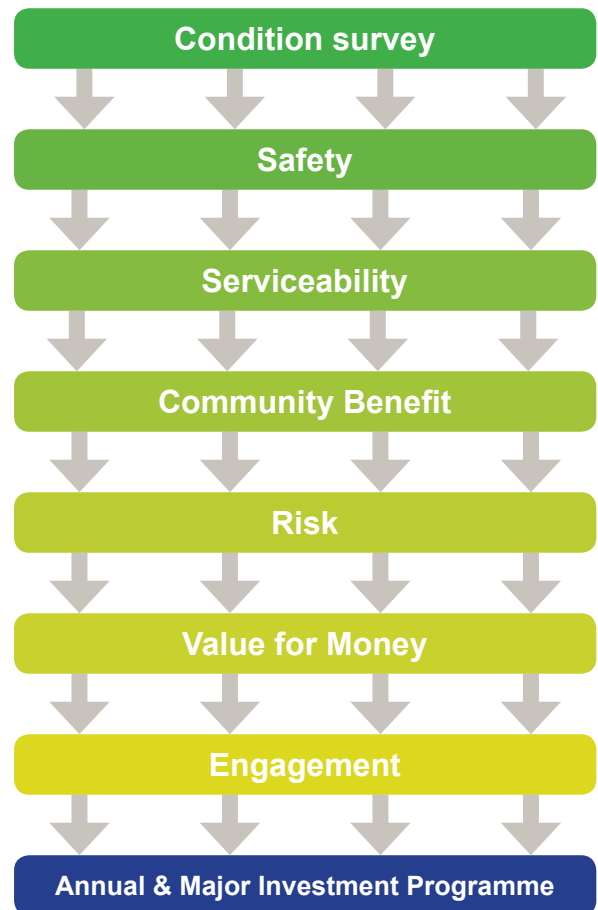 Condition survey
Safety
Serviceability
Community Benefit
Risk
Value for Money
Engagement
Annual & Major Investment Programme